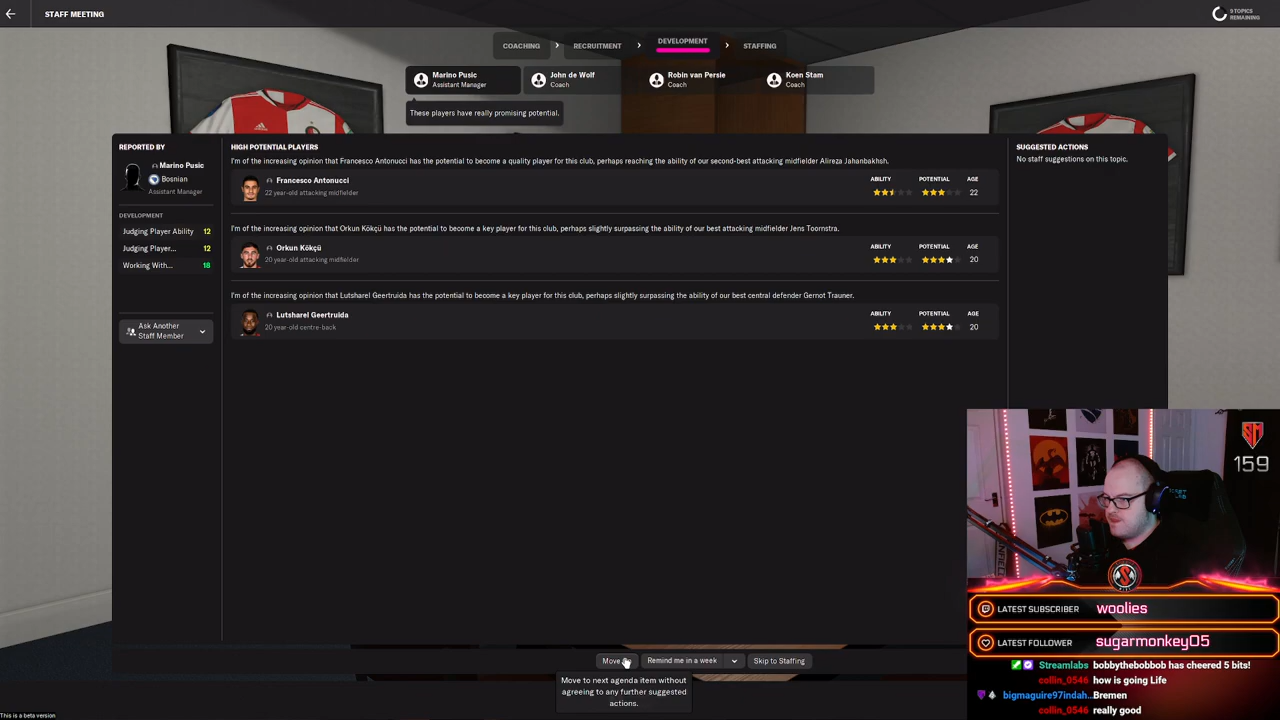 STAFF MEETING
9 TOPICS
REMAINING
COACHING
RECRUITMENT
DEVELOPMENT
STAFFING
Marino Pusic
Assistant Manager
John de Wolf
Coach
Robin van Persie
Coach
Koen Stam
Coach
These players have really promising potential.
REPORTED BY
Marino Pusic
Bosnian
Assistant Manager
DEVELOPMENT
Judging Player Ability 12
Judging Player... 12
Working With... 18
Ask Another
Staff Member
HIGH POTENTIAL PLAYERS
I'm of the increasing opinion that Francesco Antonucci has the potential to become a quality player for this club, perhaps reaching the ability of our second-best attacking midfielder Alireza Jahanbakhsh.
Francesco Antonucci
22 year-old attacking midfielder
ABILITY POTENTIAL AGE
22
I'm of the increasing opinion that Orkun Kökçü has the potential to become a key player for this club, perhaps slightly surpassing the ability of our best attacking midfielder Jens Toornstra.
Orkun Kökçü
20 year-old attacking midfielder
ABILITY POTENTIAL AGE
20
I'm of the increasing opinion that Lutsharel Geertruida has the potential to become a key player for this club, perhaps slightly surpassing the ability of our best central defender Gernot Trauner.
Lutsharel Geertruida
20 year-old centre-back
ABILITY POTENTIAL AGE
20
SUGGESTED ACTIONS
No staff suggestions on this topic.
Move
Remind me in a week
Skip to Staffing
Move to next agenda item without
agreeing to any further suggested
actions.
SM
159
LATEST SUBSCRIBER woolies
LATEST FOLLOWER sugarmonkey05
Streamlabs bobbythebobbob has cheered 5 bits!
collin_0546 how is going Life
bigmaguire97indah... Bremen
collin_0546 really good
This is a beta version